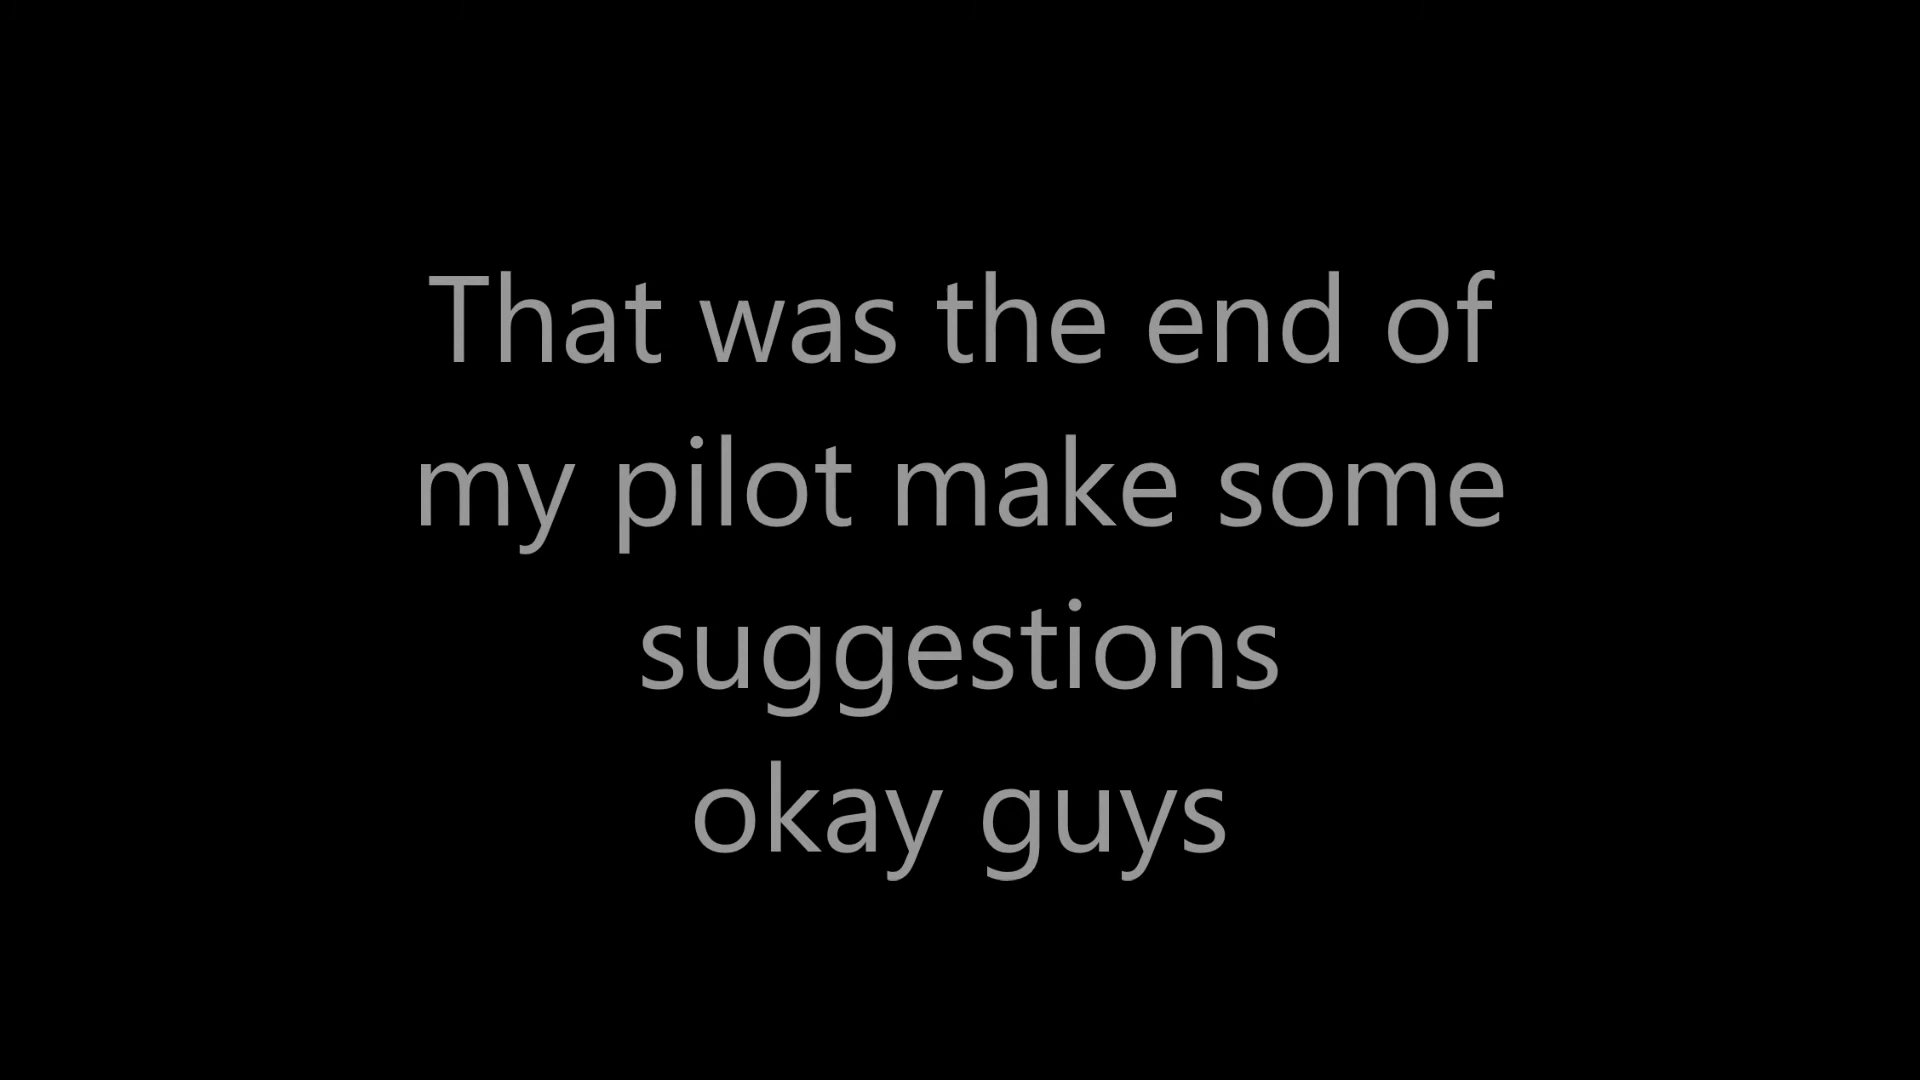 That was the end of
my pilot make some
suggestions
okay guys